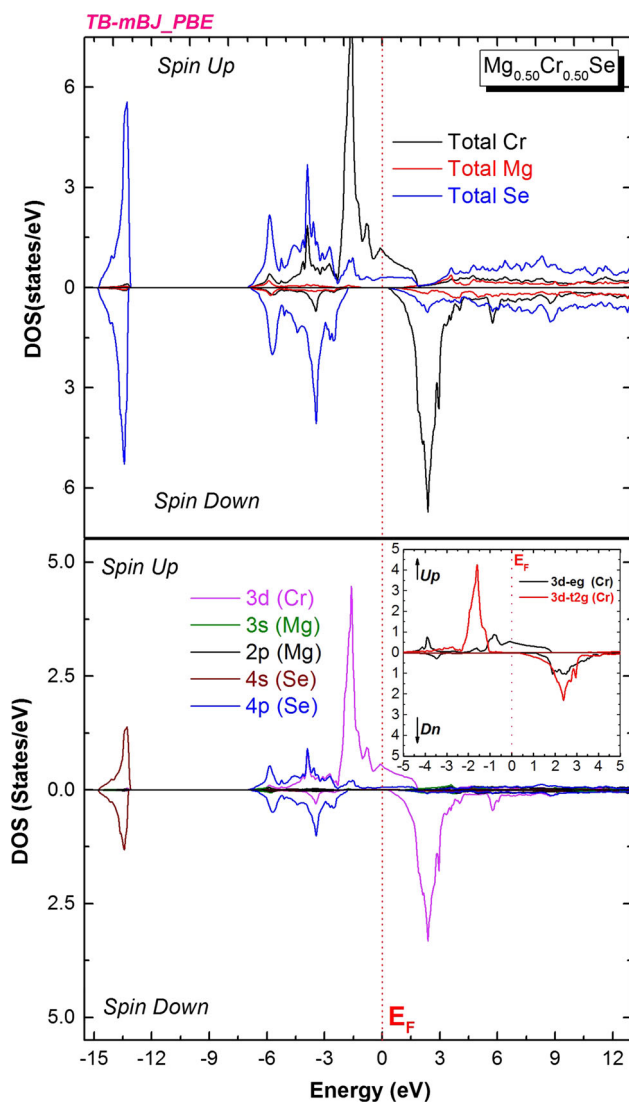 TB-mBJ_PBE
Spin Up
Mg0.50Cr0.50Se
Total Cr
Total Mg
Total Se
6
3
0
3
6
DOS(states/eV)
Spin Down
Spin Up
3d (Cr)
3s (Mg)
2p (Mg)
4s (Se)
4p (Se)
5.0
2.5
0.0
2.5
5.0
DOS (States/eV)
5
4
3
2
1
0
1
2
3
4
5
Up
EF
3d-eg (Cr)
3d-t2g (Cr)
Dn
-5 -4 -3 -2 -1 0 1 2 3 4 5
Spin Down
EF
-15 -12 -9 -6 -3 0 3 6 9 12
Energy (eV)